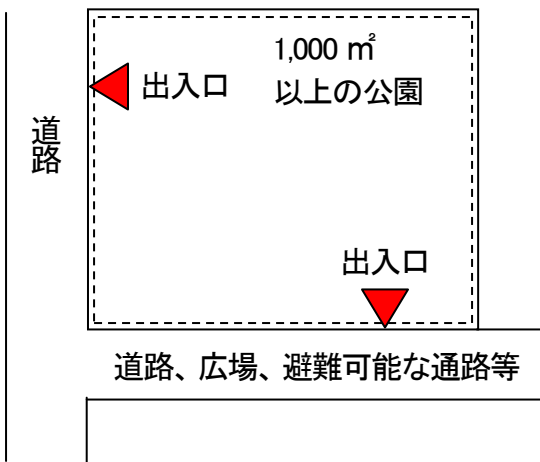 1,000 ㎡
以上の公園
出入口
道路
出入口
道路、広場、避難可能な通路等